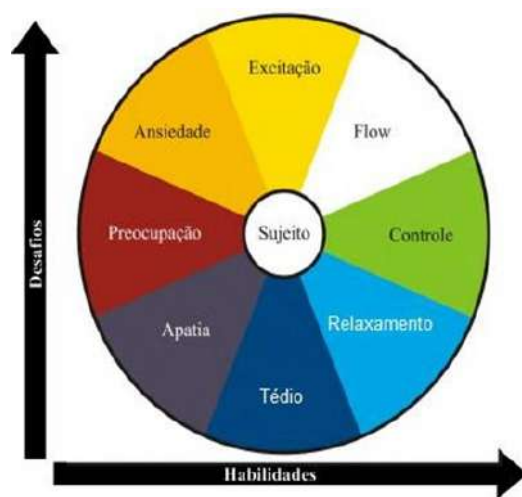 Excitação
Ansiedade
Flow
Preocupação
Sujeito
Controle
Apatia
Relaxamento
Tédio
Desafios
Habilidades